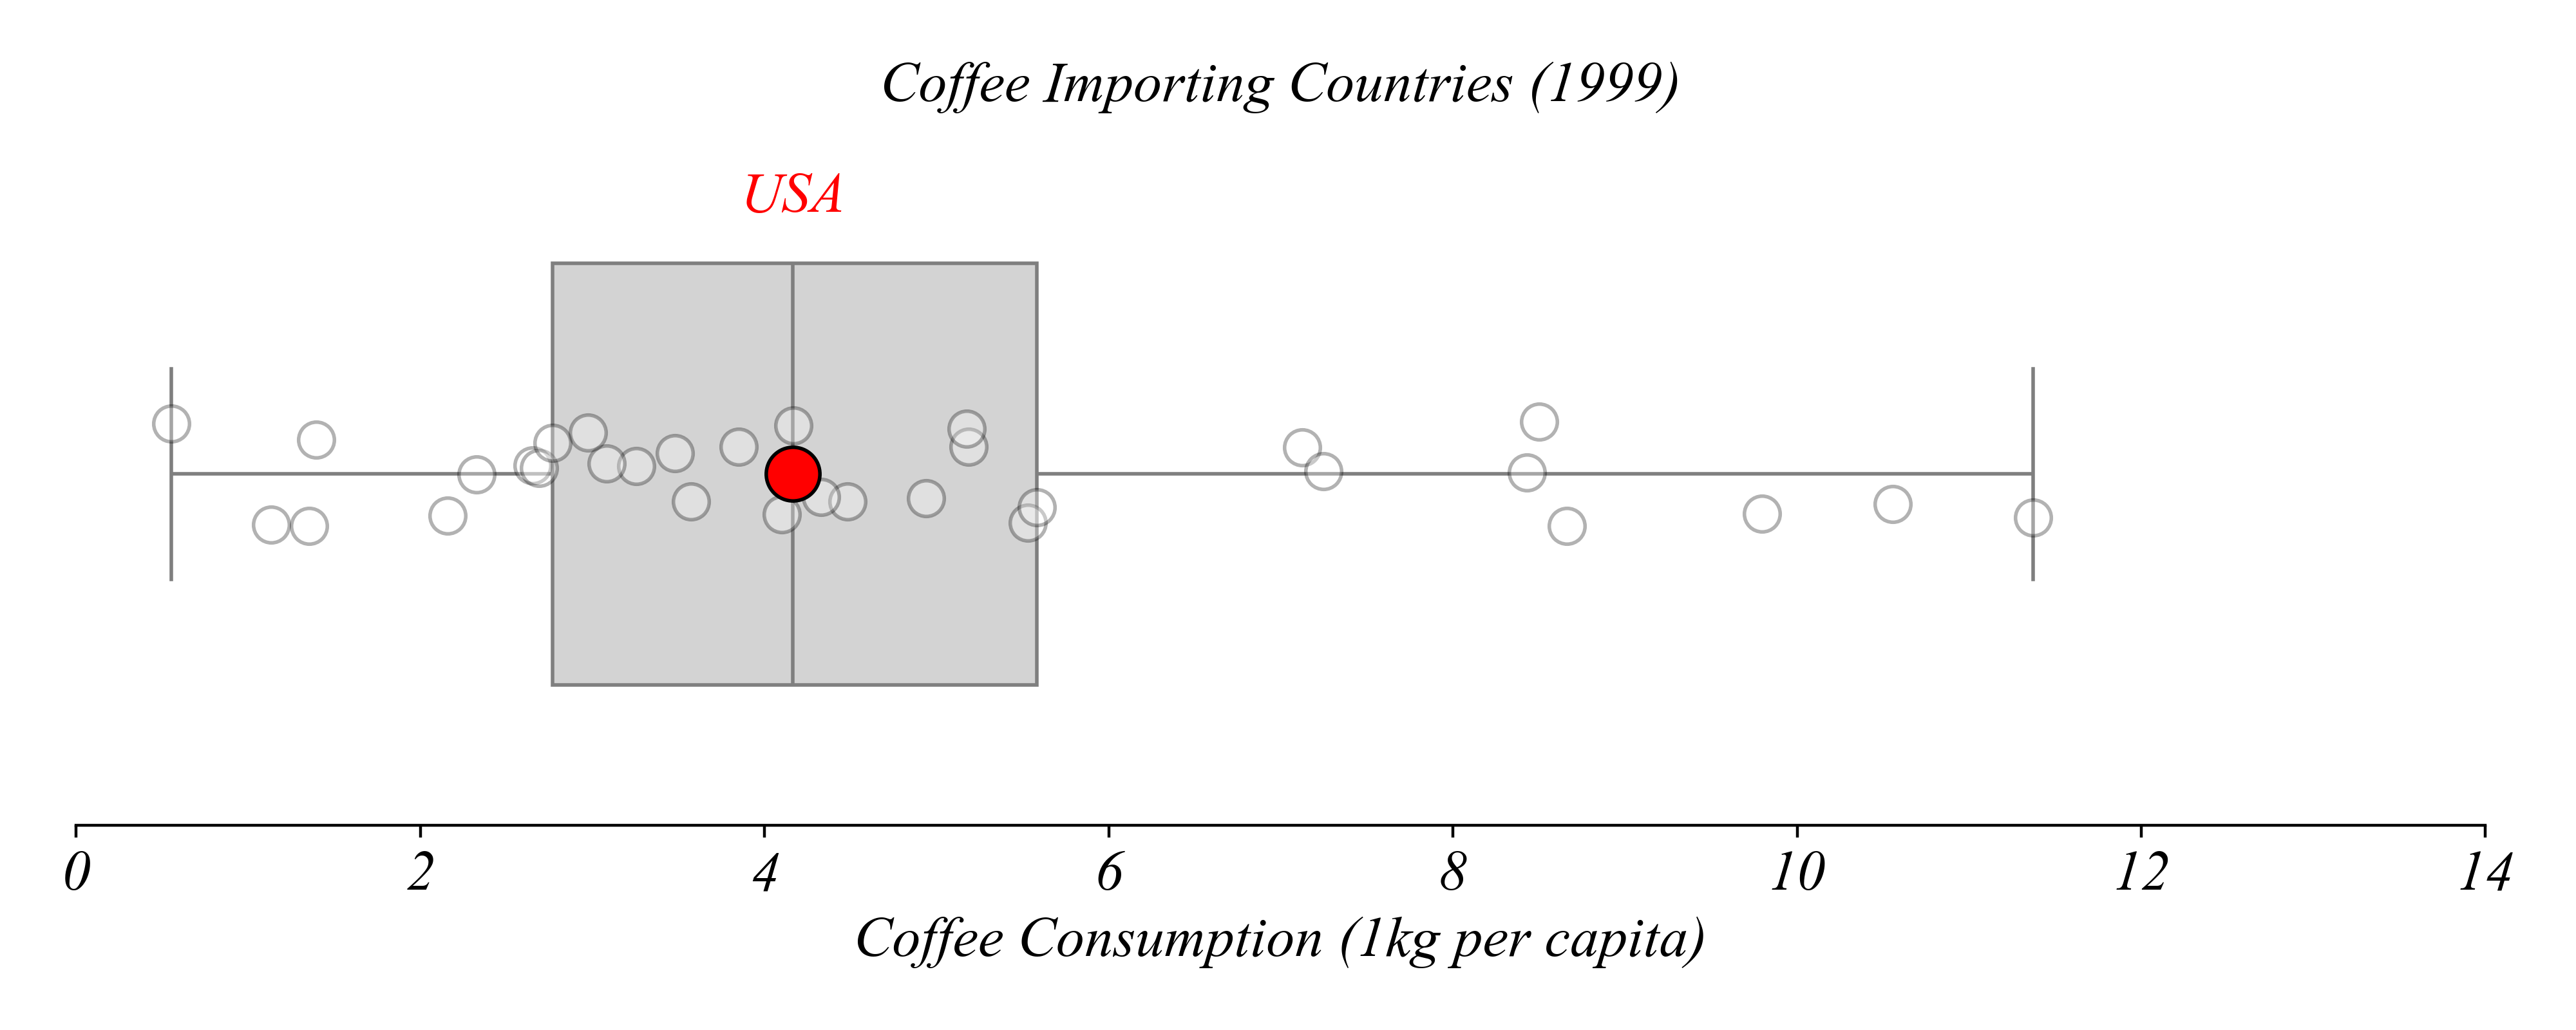 Coffee Importing Countries (1999)
USA
0 2 4 6 8 10 12 14
Coffee Consumption (1kg per capita)